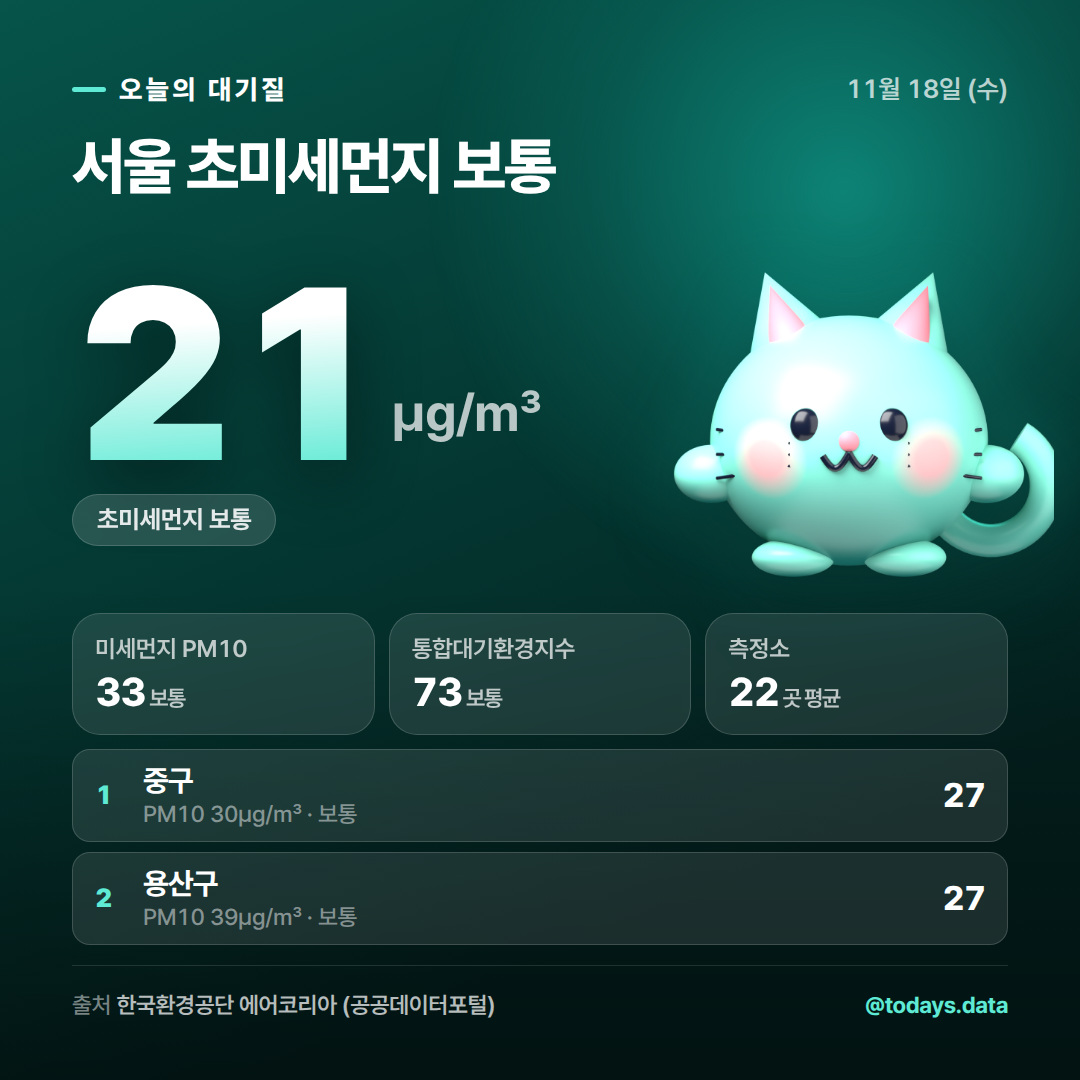 오늘의 대기질
11월 18일 (수)
서울 초미세먼지 보통
21 µg/m³
초미세먼지 보통
미세먼지 PM10
33 보통
통합대기환경지수
73 보통
측정소
22 곳 평균
1 중구 27
PM10 30µg/m³ · 보통
2 용산구 27
PM10 39µg/m³ · 보통
출처 한국환경공단 에어코리아 (공공데이터포털)
@todays.data